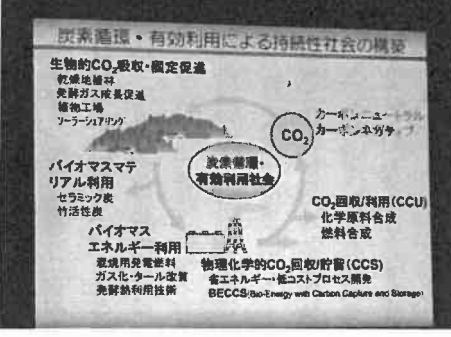 炭素循環・有効利用による持続性社会の構築
生物的CO₂吸収・固定促進
乾燥地植林
発酵ガス成長促進
植物工場
ソーラーシェアリング
CO₂
カーボンニュートラル
カーボンネガティブ
炭素循環・
有効利用社会
バイオマスマテ
リアル利用
セラミック炭
竹活性炭
CO₂回収/利用(CCU)
化学原料合成
燃料合成
バイオマス
エネルギー利用
発電燃料
ガス化・タール改質
発酵熱利用技術
物理化学的CO₂回収/貯留(CCS)
省エネルギー・低コストプロセス開発
BECCS(Bio-Energy with Carbon Capture and Storage)